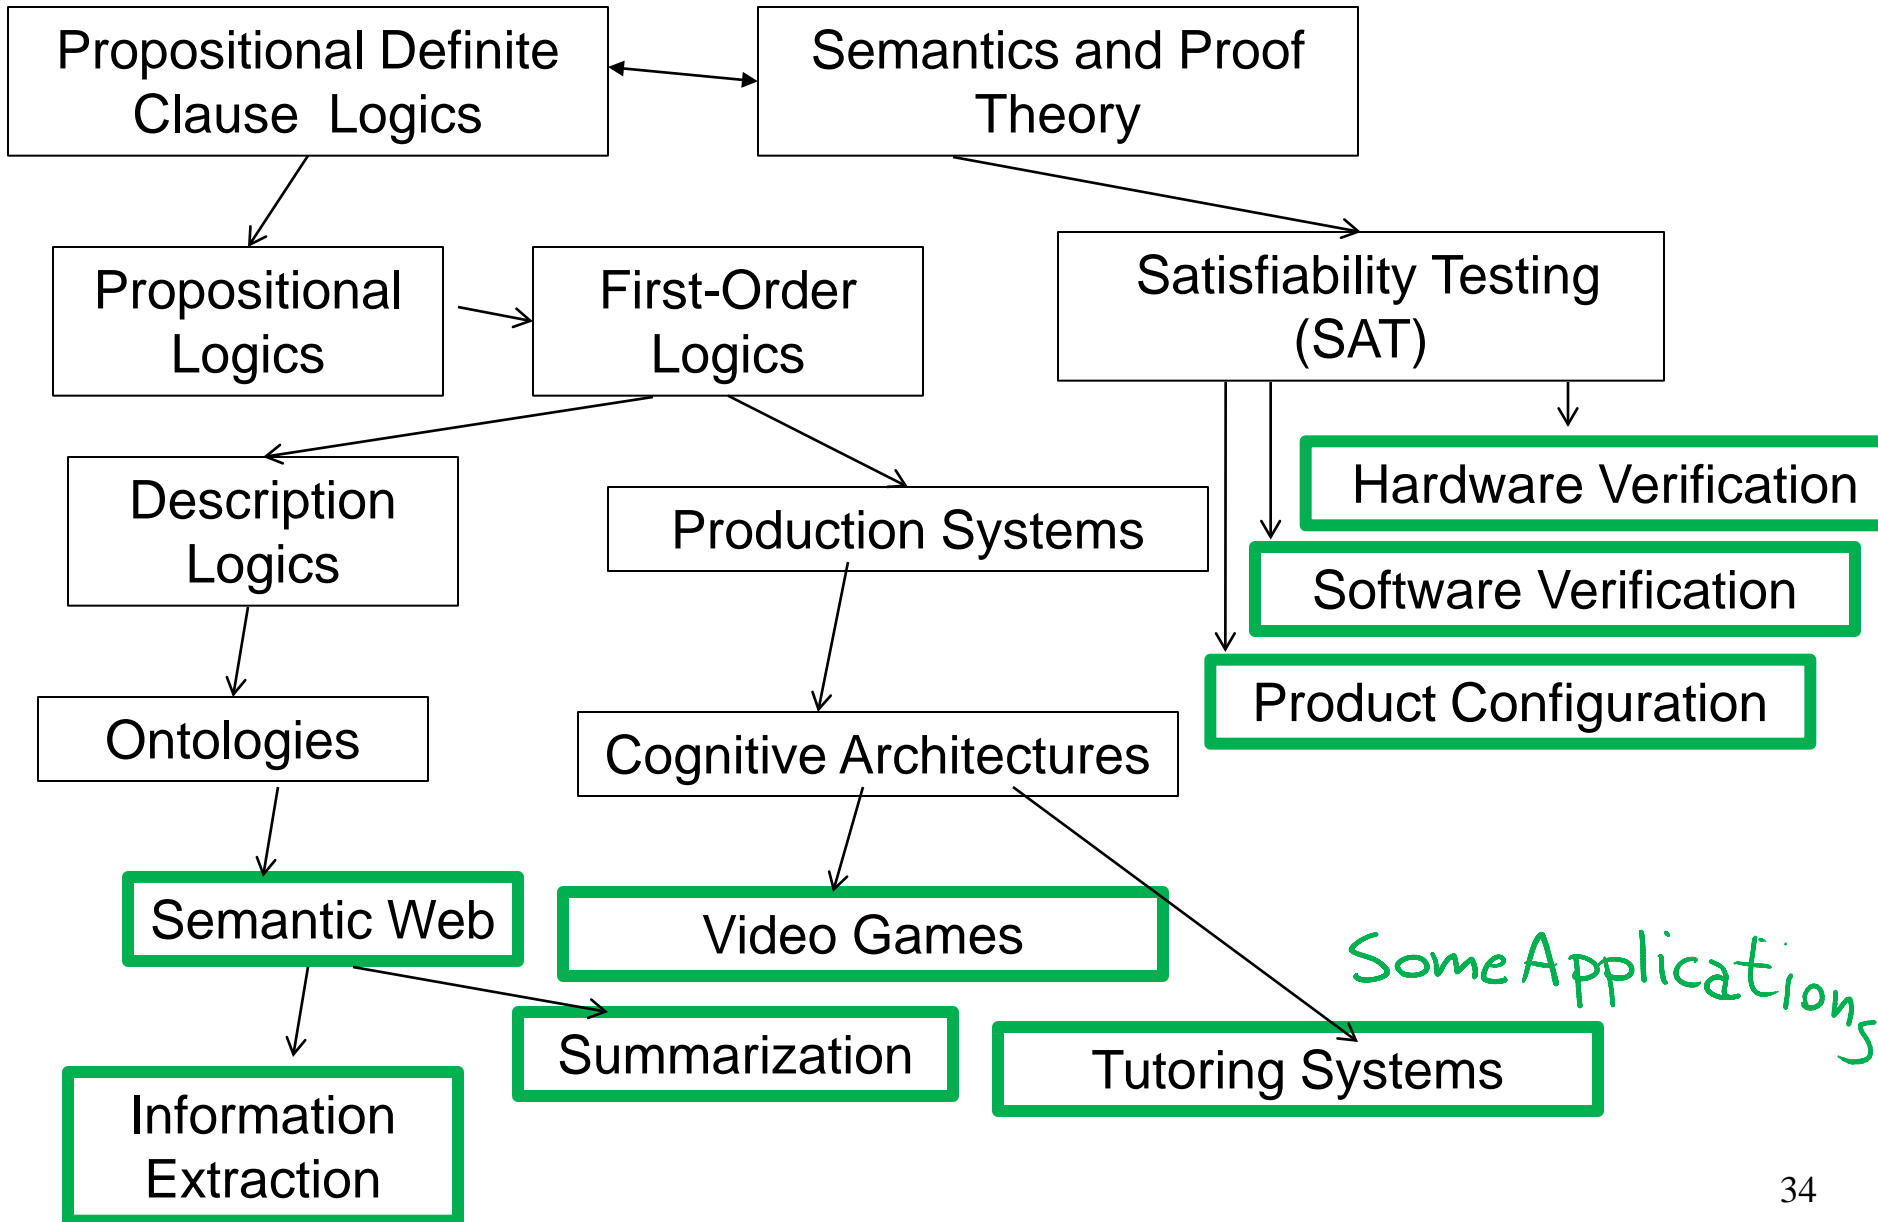 Propositional Definite
Clause Logics
Semantics and Proof
Theory
Propositional
Logics
First-Order
Logics
Satisfiability Testing
(SAT)
Description
Logics
Production Systems
Hardware Verification
Software Verification
Product Configuration
Ontologies
Cognitive Architectures
Semantic Web
Video Games
Some Applications
Summarization
Tutoring Systems
Information
Extraction
34